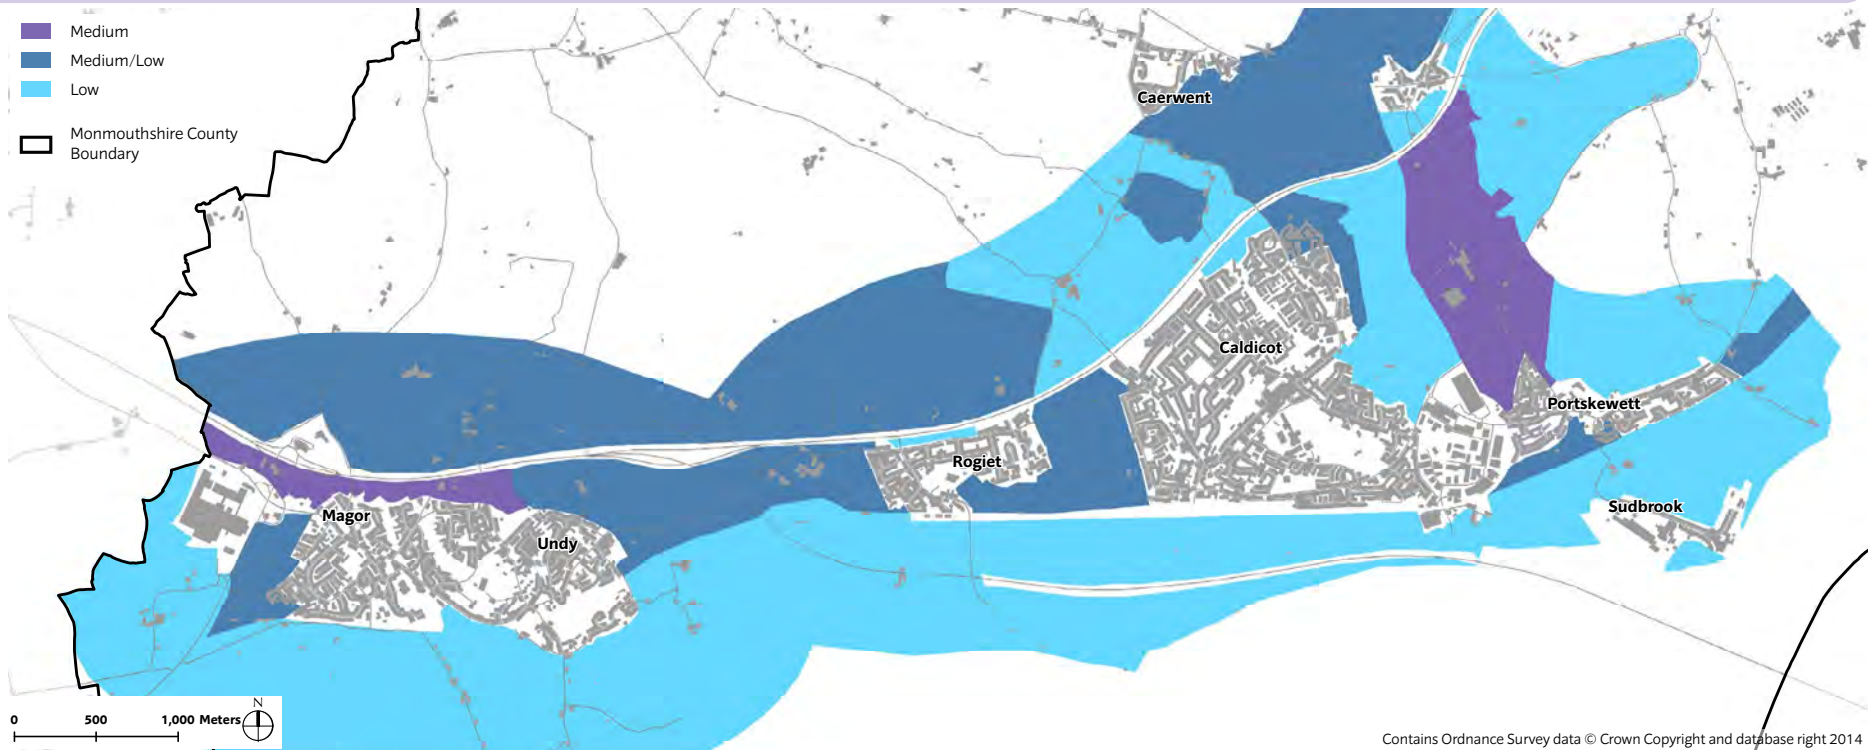 Medium
Medium/Low
Low
Monmouthshire County
Boundary
Caerwent
Caldicot
Portskewett
Rogiet
Sudbrook
Magor
Undy
N
0 500 1,000 Meters
Contains Ordnance Survey data © Crown Copyright and database right 2014